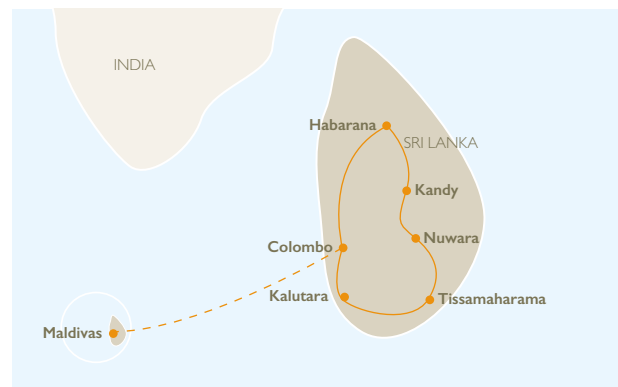 INDIA
Habarana
SRI LANKA
Kandy
Nuwara
Colombo
Kalutara
Tissamaharama
Maldivas